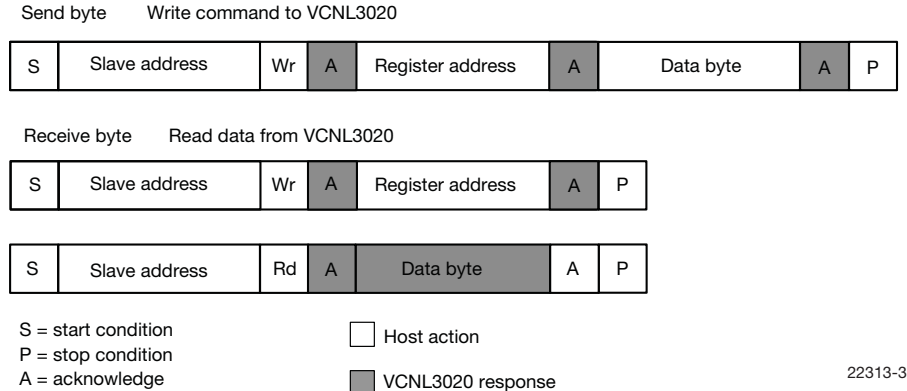 Send byte Write command to VCNL3020
S Slave address Wr A Register address A Data byte A P
Receive byte Read data from VCNL3020
S Slave address Wr A Register address A P
S Slave address Rd A Data byte A P
S = start condition
P = stop condition
A = acknowledge
Host action
VCNL3020 response
22313-3